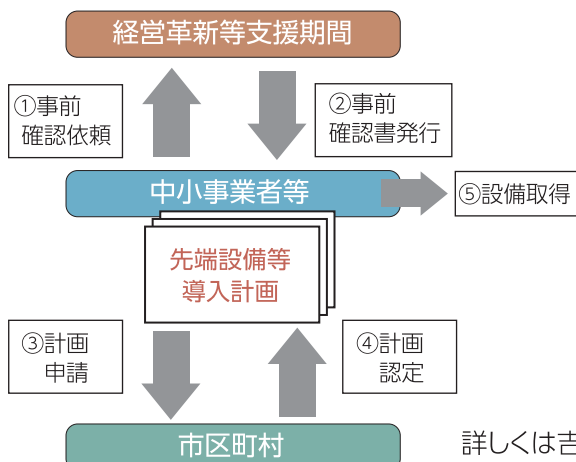 経営革新等支援期間
①事前
確認依頼
②事前
確認書発行
中小事業者等
⑤設備取得
先端設備等
導入計画
③計画
申請
④計画
認定
市区町村
詳しくは吉